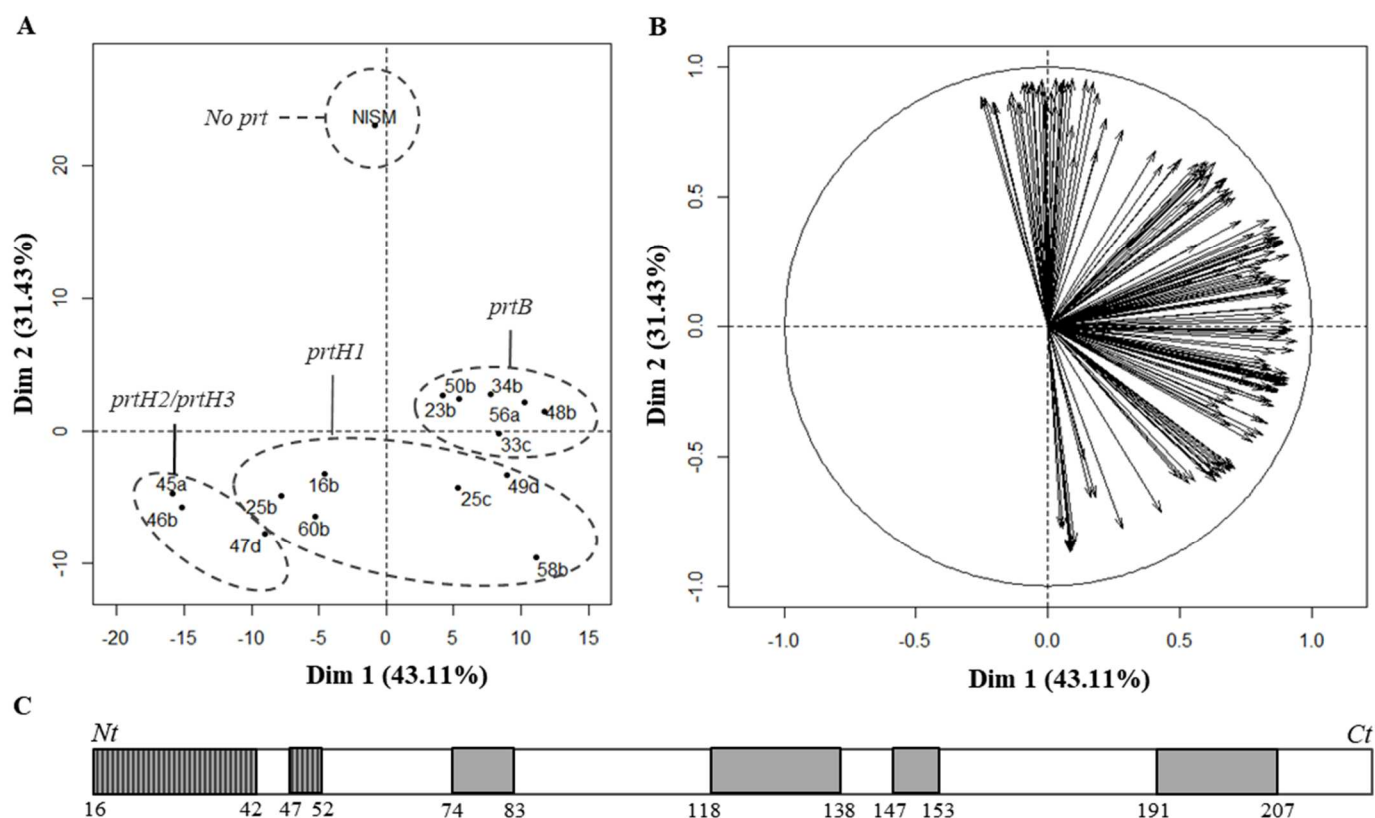 A
B
No prt
NISM
prtB
prtH1
prtH2/prtH3
50b
34b
23b
56a
48b
33c
45a
16b
49d
25b
25c
46b
60b
47d
58b
20
10
0
-10
-20
-15
-10
-5
0
5
10
15
Dim 2 (31.43%)
Dim 1 (43.11%)
1.0
0.5
0.0
-0.5
-1.0
-1.0
-0.5
0.0
0.5
1.0
Dim 2 (31.43%)
Dim 1 (43.11%)
C
Nt
Ct
16 42 47 52 74 83 118 138 147 153 191 207